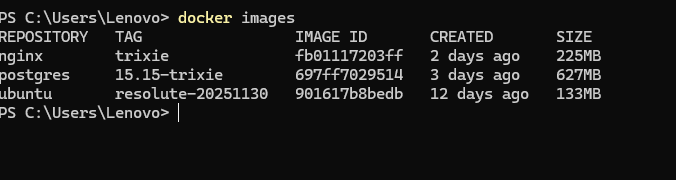 PS C:\Users\Lenovo> docker images
REPOSITORY   TAG                 IMAGE ID       CREATED       SIZE
nginx        trixie              fb01117203ff   2 days ago    225MB
postgres     15.15-trixie        697ff7029514   3 days ago    627MB
ubuntu       resolute-20251130   901617b8bedb   12 days ago   133MB
PS C:\Users\Lenovo>